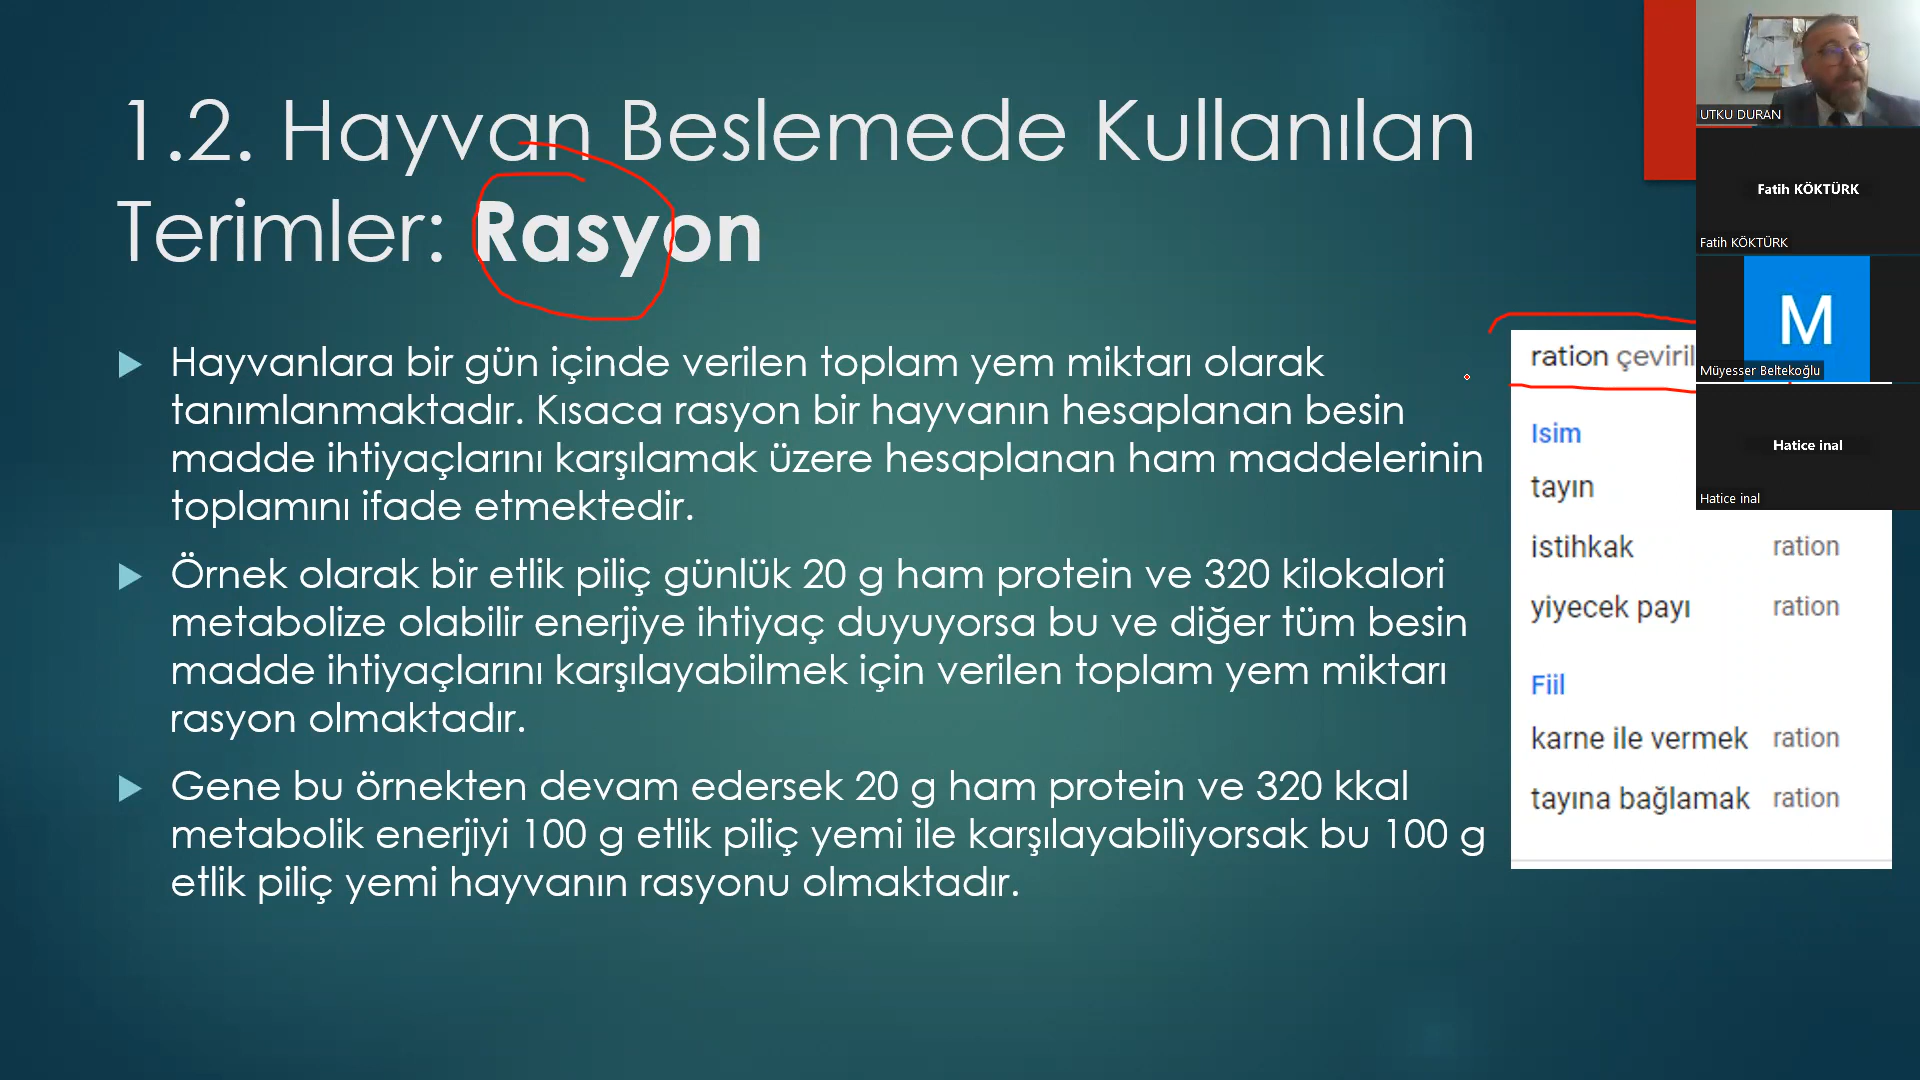 1.2. Hayvan Beslemede Kullanılan
Terimler: Rasyon
Hayvanlara bir gün içinde verilen toplam yem miktarı olarak
tanımlanmaktadır. Kısaca rasyon bir hayvanın hesaplanan besin
madde ihtiyaçlarını karşılamak üzere hesaplanan ham maddelerinin
toplamını ifade etmektedir.
Örnek olarak bir etlik piliç günlük 20 g ham protein ve 320 kilokalori
metabolize olabilir enerjiye ihtiyaç duyuyorsa bu ve diğer tüm besin
madde ihtiyaçlarını karşılayabilmek için verilen toplam yem miktarı
rasyon olmaktadır.
Gene bu örnekten devam edersek 20 g ham protein ve 320 kkal
metabolik enerjiyi 100 g etlik piliç yemi ile karşılayabiliyorsak bu 100 g
etlik piliç yemi hayvanın rasyonu olmaktadır.
ration çeviril
Isim
tayın
istihkak ration
yiyecek payı ration
Fiil
karne ile vermek ration
tayına bağlamak ration
UTKU DURAN
Fatih KÖKTÜRK
Fatih KÖKTÜRK
M
Müyesser Beltekoğlu
Hatice inal
Hatice inal